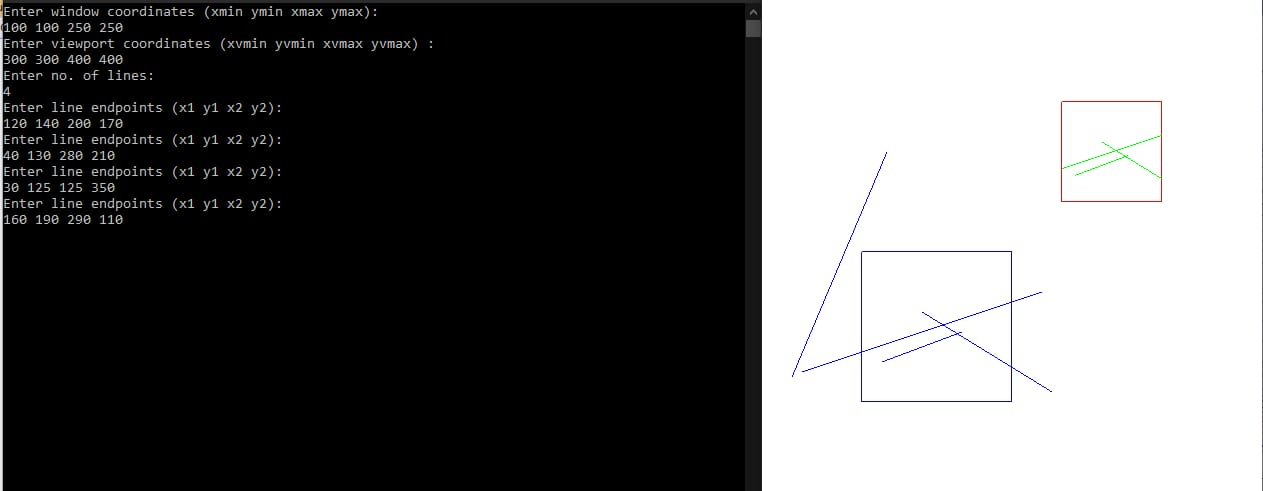 Enter window coordinates (xmin ymin xmax ymax):
100 100 250 250
Enter viewport coordinates (xvmin yvmin xvmax yvmax) :
300 300 400 400
Enter no. of lines:
4
Enter line endpoints (x1 y1 x2 y2):
120 140 200 170
Enter line endpoints (x1 y1 x2 y2):
40 130 280 210
Enter line endpoints (x1 y1 x2 y2):
30 125 125 350
Enter line endpoints (x1 y1 x2 y2):
160 190 290 110